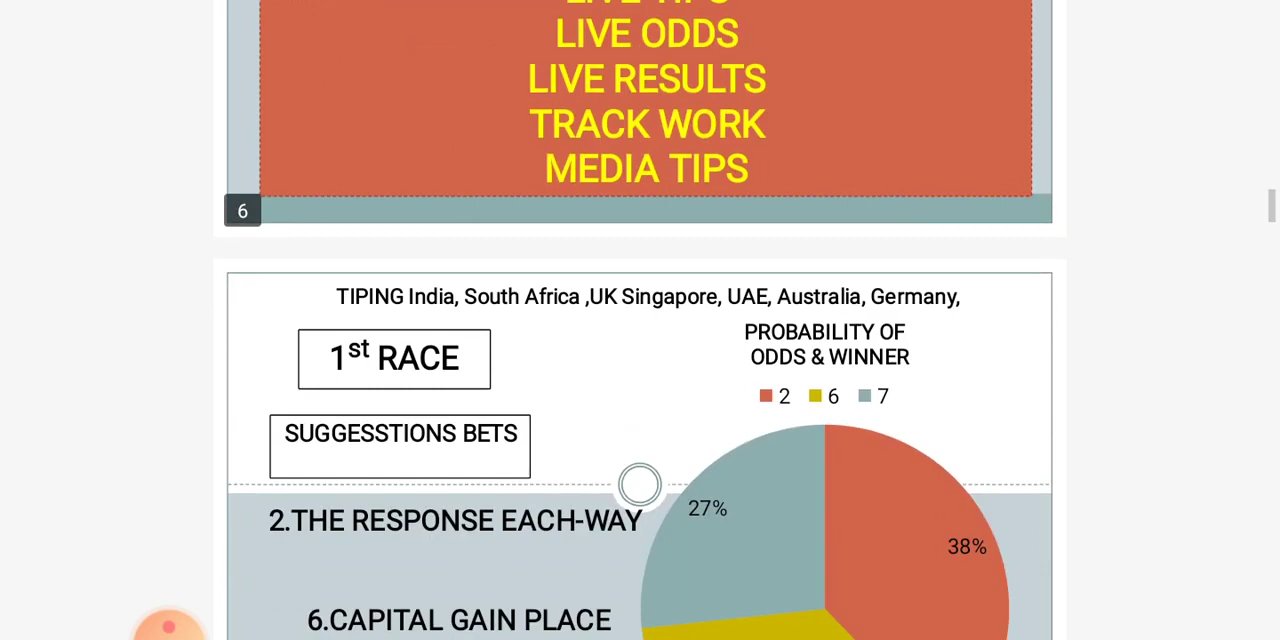 LIVE TIPS
LIVE ODDS
LIVE RESULTS
TRACK WORK
MEDIA TIPS
6
TIPING India, South Africa ,UK Singapore, UAE, Australia, Germany,
1st RACE
PROBABILITY OF
ODDS & WINNER
2 6 7
SUGGESSTIONS BETS
27%
2.THE RESPONSE EACH-WAY
38%
6.CAPITAL GAIN PLACE